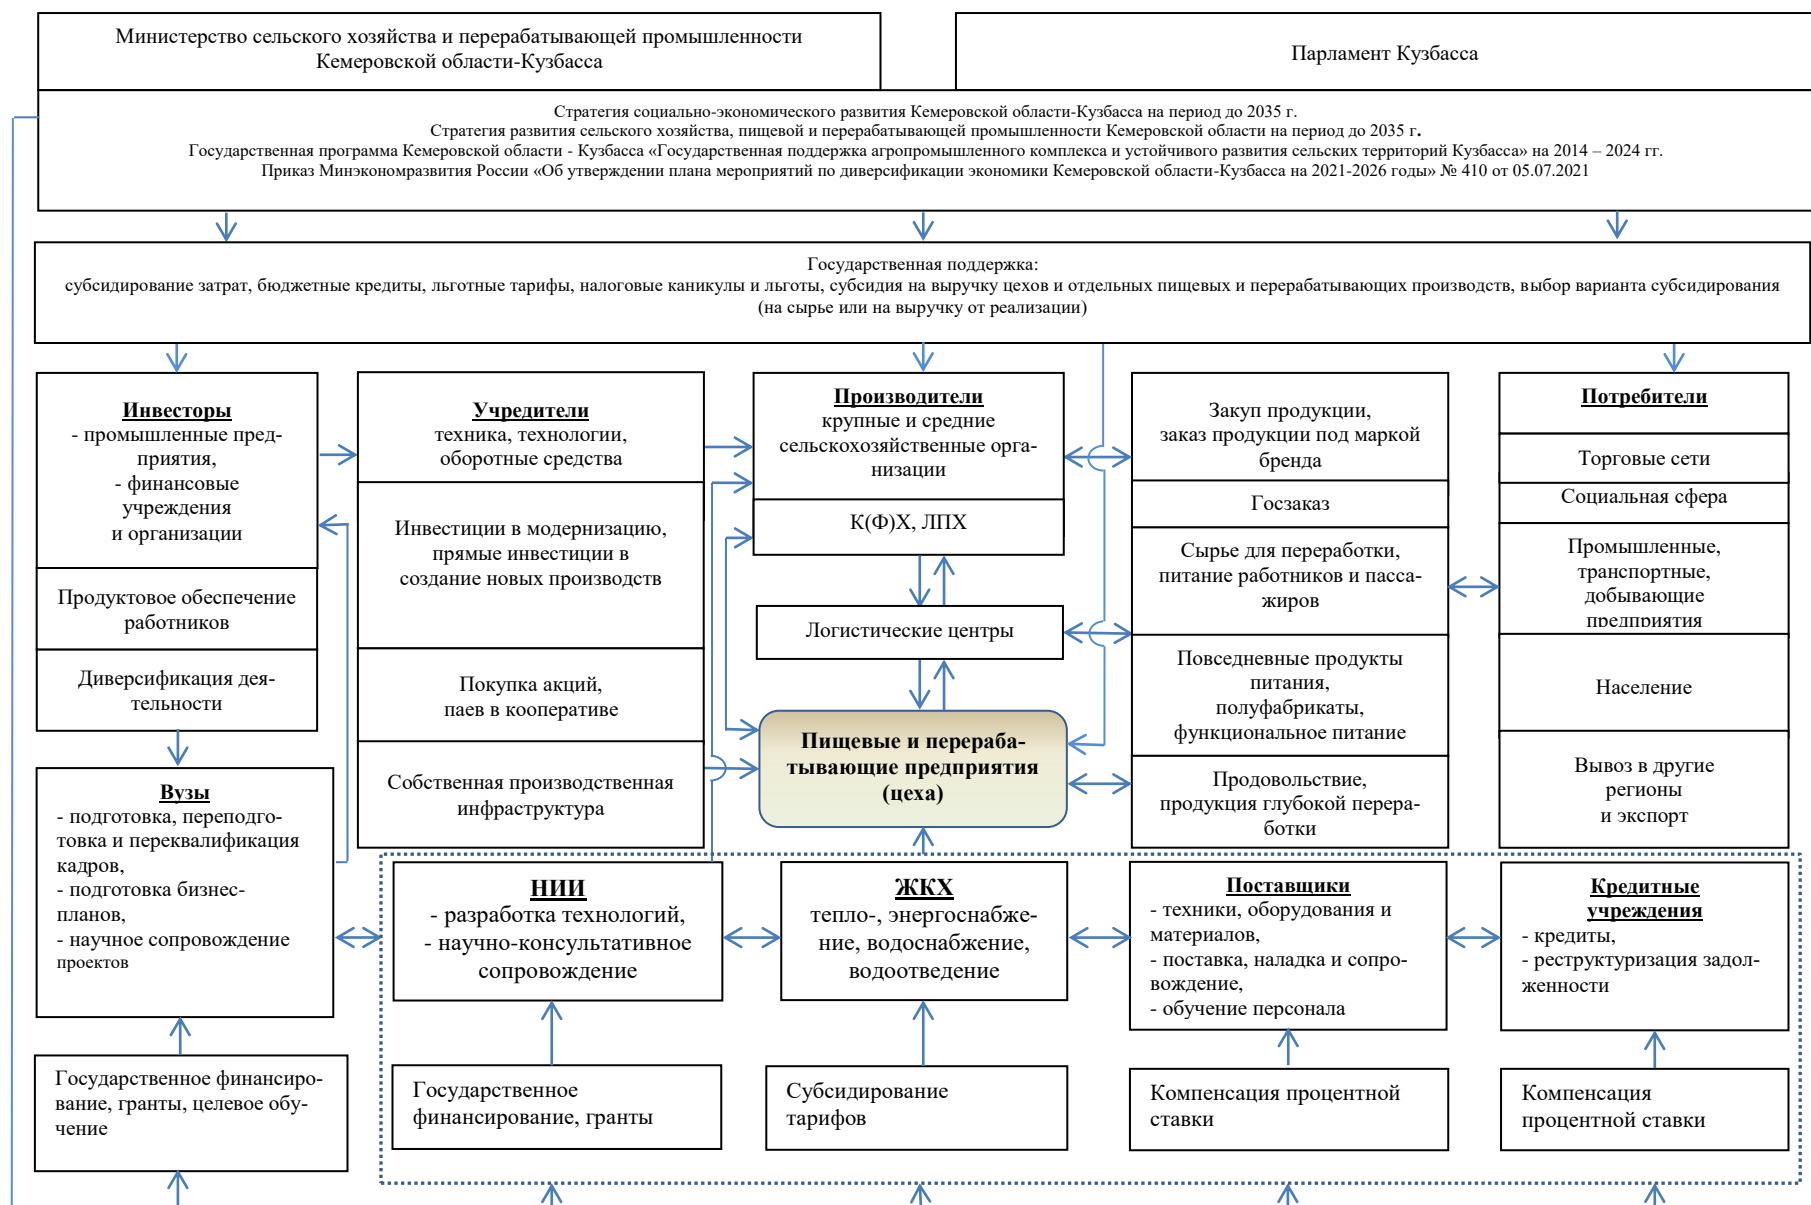 Министерство сельского хозяйства и перерабатывающей промышленности
Кемеровской области-Кузбасса
Парламент Кузбасса
Стратегия социально-экономического развития Кемеровской области-Кузбасса на период до 2035 г.
Стратегия развития сельского хозяйства, пищевой и перерабатывающей промышленности Кемеровской области на период до 2035 г.
Государственная программа Кемеровской области - Кузбасса «Государственная поддержка агропромышленного комплекса и устойчивого развития сельских территорий Кузбасса» на 2014 – 2024 гг.
Приказ Минэкономразвития России «Об утверждении плана мероприятий по диверсификации экономики Кемеровской области-Кузбасса на 2021-2026 годы» № 410 от 05.07.2021
Государственная поддержка:
субсидирование затрат, бюджетные кредиты, льготные тарифы, налоговые каникулы и льготы, субсидия на выручку цехов и отдельных пищевых и перерабатывающих производств, выбор варианта субсидирования
(на сырье или на выручку от реализации)
Инвесторы
- промышленные пред-
приятия,
- финансовые
учреждения
и организации
Продуктовое обеспечение
работников
Диверсификация дея-
тельности
Учредители
техника, технологии,
оборотные средства
Инвестиции в модернизацию,
прямые инвестиции в
создание новых производств
Покупка акций,
паев в кооперативе
Собственная производственная
инфраструктура
Производители
крупные и средние
сельскохозяйственные орга-
низации
К(Ф)Х, ЛПХ
Логистические центры
Пищевые и перераба-
тывающие предприятия
(цеха)
Закуп продукции,
заказ продукции под маркой
бренда
Госзаказ
Сырье для переработки,
питание работников и пасса-
жиров
Повседневные продукты
питания,
полуфабрикаты,
функциональное питание
Продовольствие,
продукция глубокой перера-
ботки
Потребители
Торговые сети
Социальная сфера
Промышленные,
транспортные,
добывающие
предприятия
Население
Вывоз в другие
регионы
и экспорт
Вузы
- подготовка, переподго-
товка и переквалификация
кадров,
- подготовка бизнес-
планов,
- научное сопровождение
проектов
НИИ
- разработка технологий,
- научно-консультативное
сопровождение
ЖКХ
тепло-, энергоснабже-
ние, водоснабжение,
водоотведение
Поставщики
- техники, оборудования и
материалов,
- поставка, наладка и сопро-
вождение,
- обучение персонала
Кредитные
учреждения
- кредиты,
- реструктуризация задол-
женности
Государственное финансиро-
вание, гранты, целевое обу-
чение
Государственное
финансирование, гранты
Субсидирование
тарифов
Компенсация процентной
ставки
Компенсация
процентной ставки